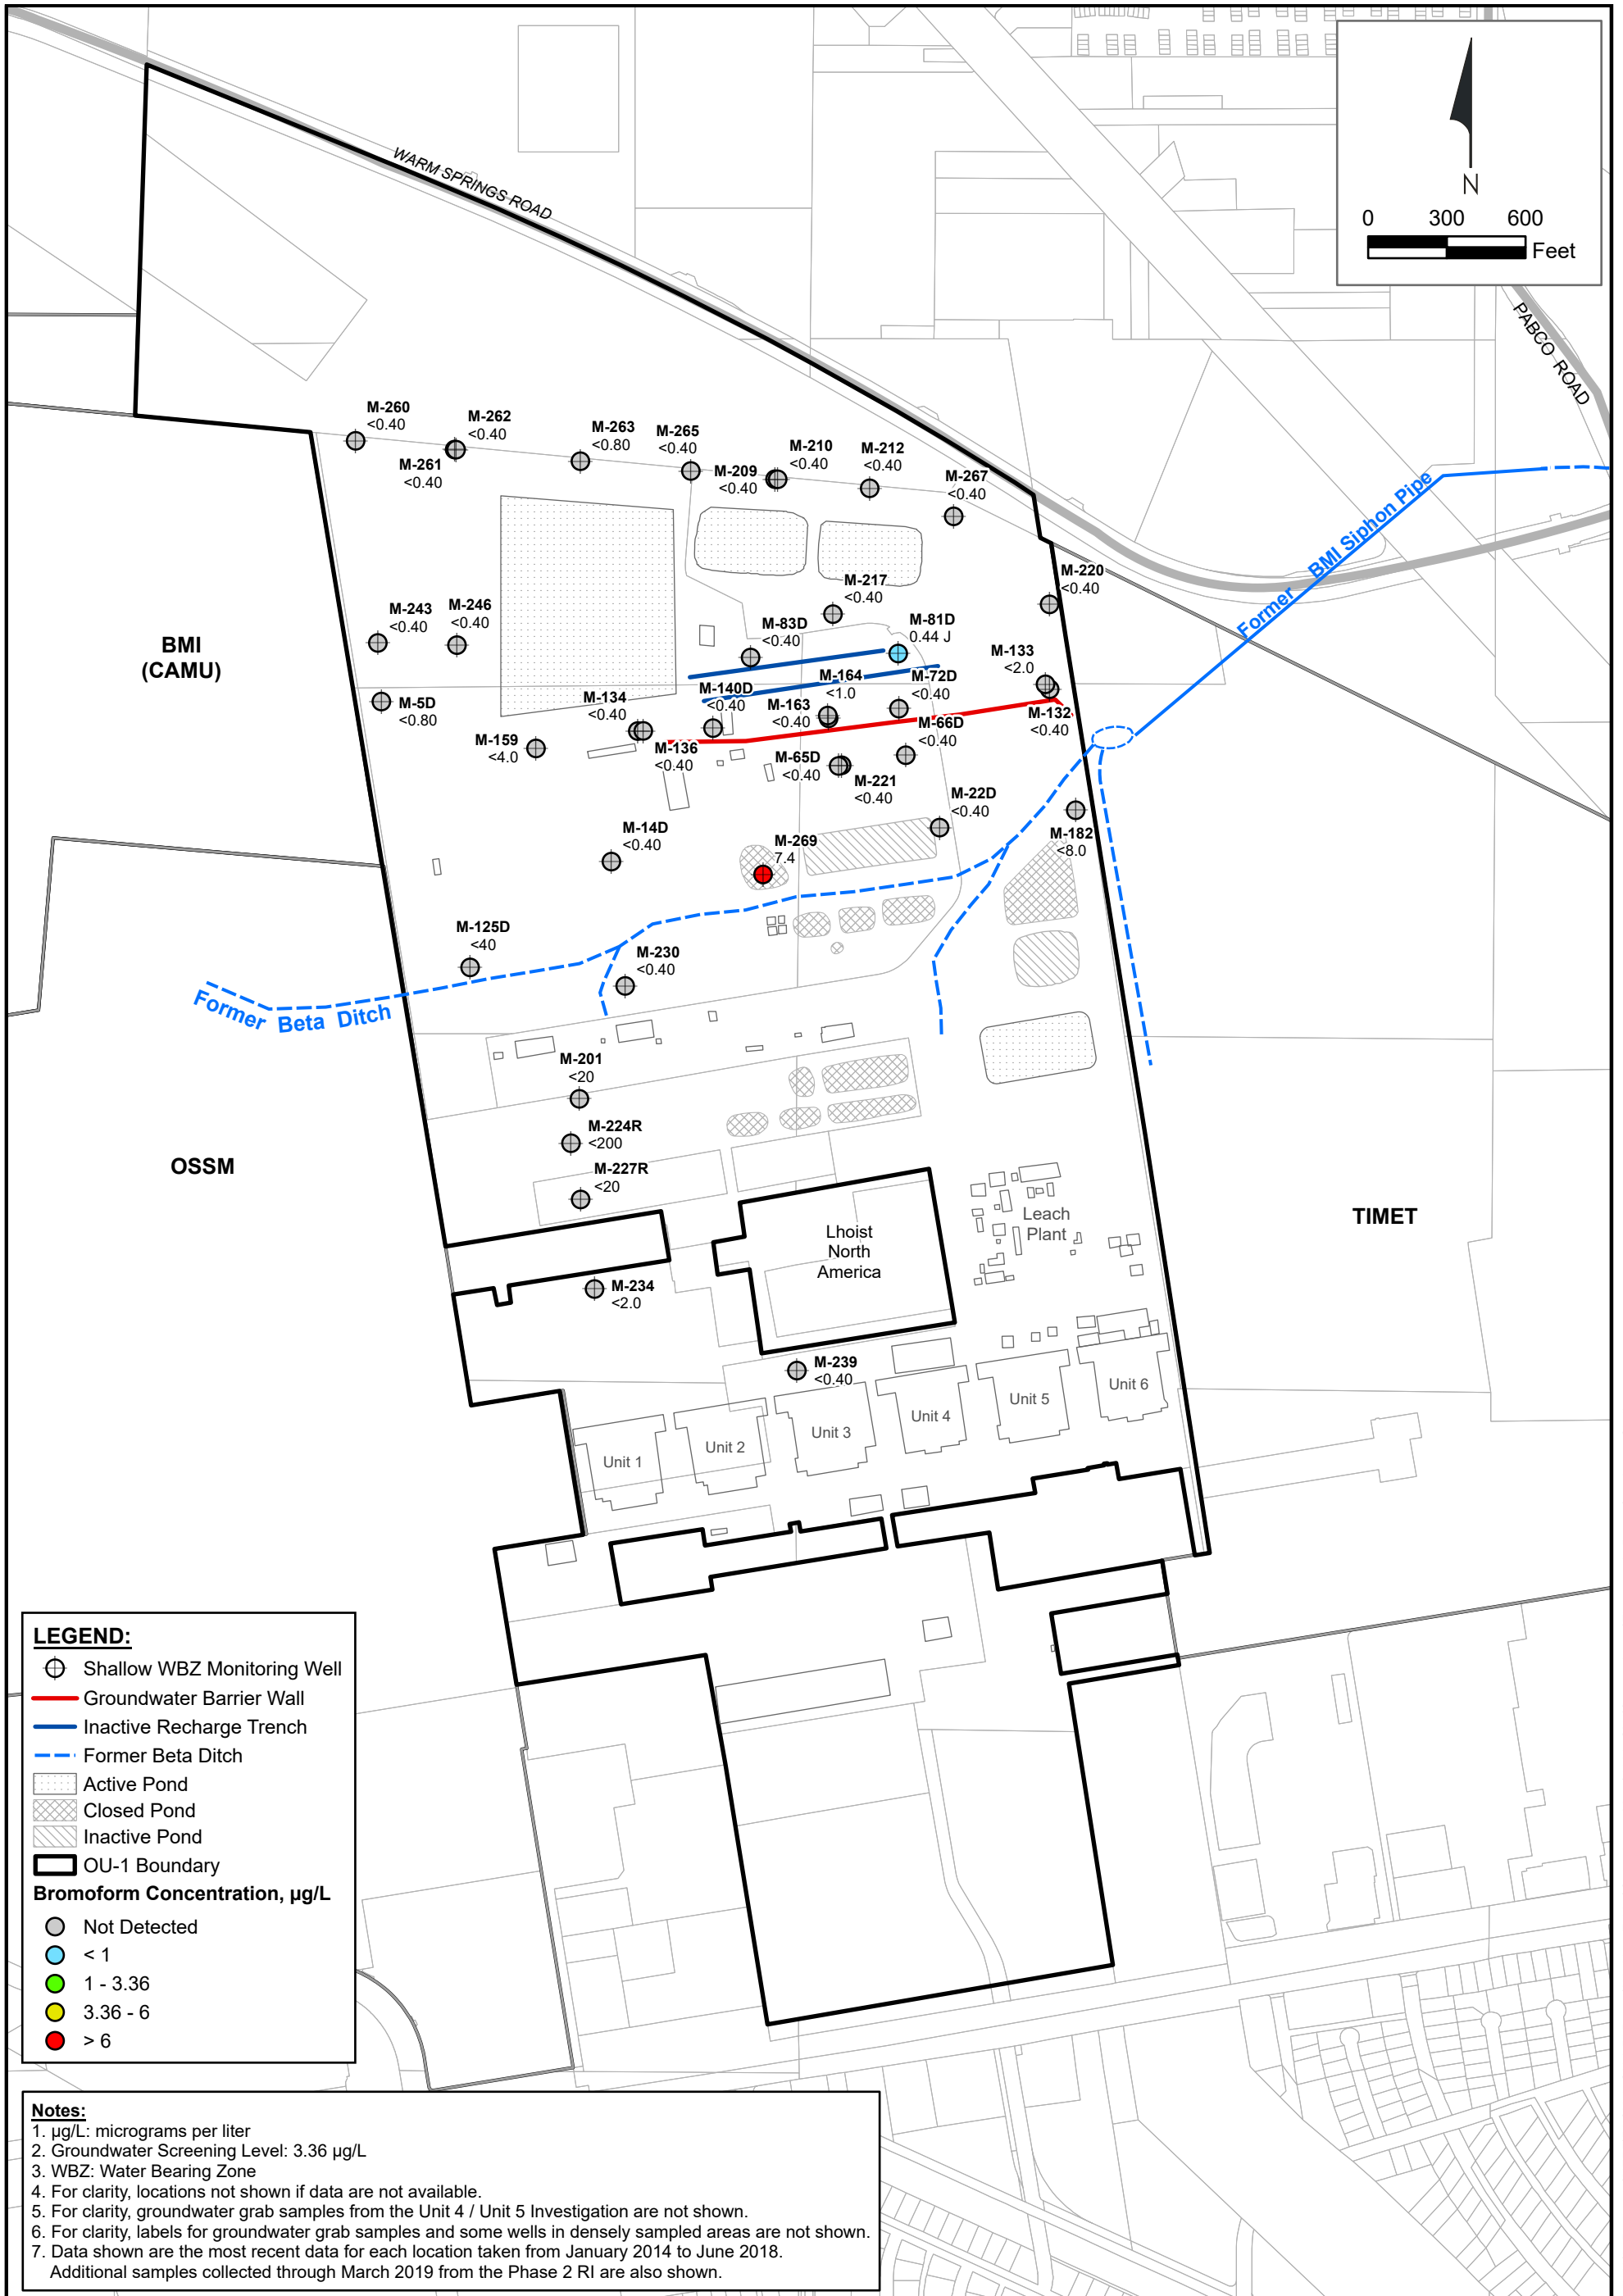 WARM SPRINGS ROAD
N
0 300 600
Feet
PABCO ROAD
M-260
<0.40
M-262
<0.40
M-261
<0.40
M-263
<0.80
M-265
<0.40
M-209
<0.40
M-210
<0.40
M-212
<0.40
M-267
<0.40
Former BMI Siphon Pipe
M-220
<0.40
M-217
<0.40
M-243
<0.40
M-246
<0.40
M-83D
<0.40
M-81D
0.44 J
M-133
<2.0
BMI
(CAMU)
M-5D
<0.80
M-134
<0.40
M-140D
<0.40
M-164
<1.0
M-72D
<0.40
M-163
<0.40
M-132
<0.40
M-159
<4.0
M-136
<0.40
M-66D
<0.40
M-65D
<0.40
M-221
<0.40
M-22D
<0.40
M-182
<8.0
M-14D
<0.40
M-269
7.4
M-125D
<40
M-230
<0.40
Former Beta Ditch
M-201
<20
M-224R
<200
M-227R
<20
OSSM
TIMET
Leach
Plant
Lhoist
North
America
M-234
<2.0
M-239
<0.40
Unit 1
Unit 2
Unit 3
Unit 4
Unit 5
Unit 6
LEGEND:
Shallow WBZ Monitoring Well
Groundwater Barrier Wall
Inactive Recharge Trench
Former Beta Ditch
Active Pond
Closed Pond
Inactive Pond
OU-1 Boundary
Bromoform Concentration, µg/L
Not Detected
< 1
1 - 3.36
3.36 - 6
> 6
Notes:
1. µg/L: micrograms per liter
2. Groundwater Screening Level: 3.36 µg/L
3. WBZ: Water Bearing Zone
4. For clarity, locations not shown if data are not available.
5. For clarity, groundwater grab samples from the Unit 4 / Unit 5 Investigation are not shown.
6. For clarity, labels for groundwater grab samples and some wells in densely sampled areas are not shown.
7. Data shown are the most recent data for each location taken from January 2014 to June 2018.
Additional samples collected through March 2019 from the Phase 2 RI are also shown.